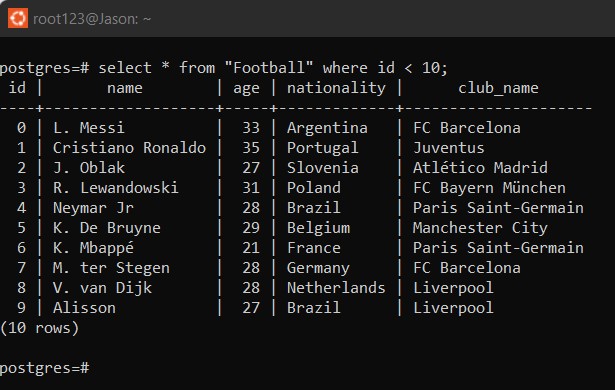 root123@Jason: ~
postgres=# select * from "Football" where id < 10;
 id |       name        | age | nationality |      club_name
----+-------------------+-----+-------------+---------------------
  0 | L. Messi          |  33 | Argentina   | FC Barcelona
  1 | Cristiano Ronaldo |  35 | Portugal    | Juventus
  2 | J. Oblak          |  27 | Slovenia    | Atlético Madrid
  3 | R. Lewandowski    |  31 | Poland      | FC Bayern München
  4 | Neymar Jr         |  28 | Brazil      | Paris Saint-Germain
  5 | K. De Bruyne      |  29 | Belgium     | Manchester City
  6 | K. Mbappé         |  21 | France      | Paris Saint-Germain
  7 | M. ter Stegen     |  28 | Germany     | FC Barcelona
  8 | V. van Dijk       |  28 | Netherlands | Liverpool
  9 | Alisson           |  27 | Brazil      | Liverpool
(10 rows)
postgres=#